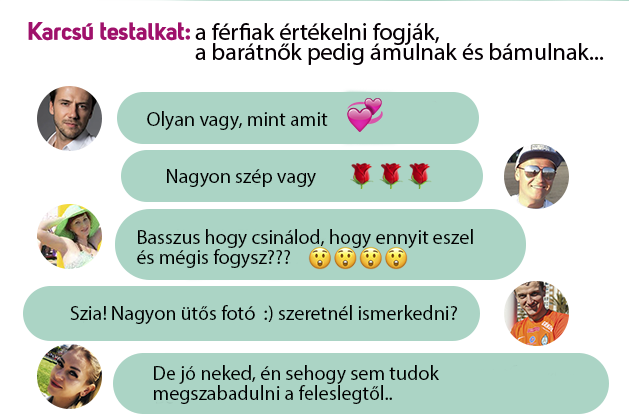 Karcsú testalkat: a férfiak értékelni fogják,
a barátnők pedig ámulnak és bámulnak...
Olyan vagy, mint amit
Nagyon szép vagy
Basszus hogy csinálod, hogy ennyit eszel
és mégis fogysz???
Szia! Nagyon ütős fotó :) szeretnél ismerkedni?
De jó neked, én sehogy sem tudok
megszabadulni a feleslegtől..